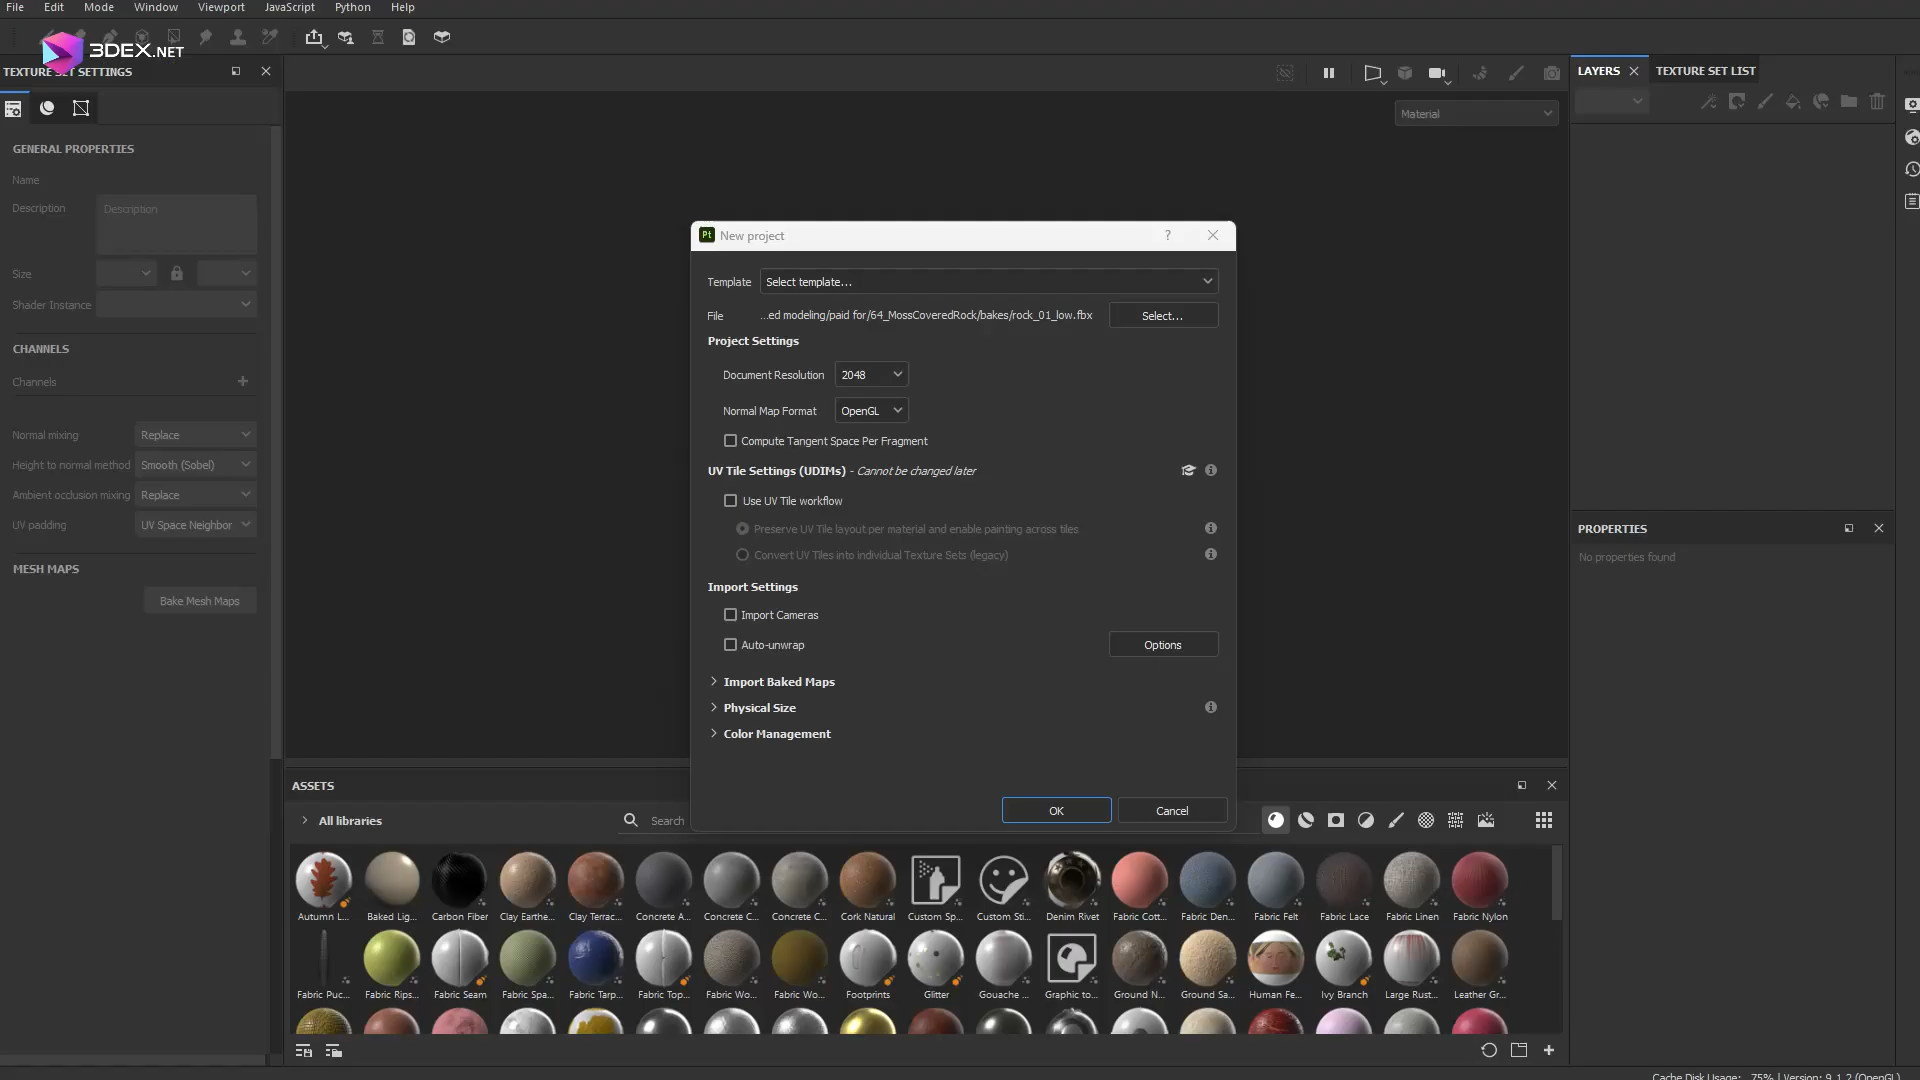 File Edit Mode Window Viewport JavaScript Python Help
3DEX.NET
TEXTURE SET SETTINGS
LAYERS TEXTURE SET LIST
Material
GENERAL PROPERTIES
Name
Description Description
Size
Shader Instance
CHANNELS
Channels
Normal mixing Replace
Height to normal method Smooth (Sobel)
Ambient occlusion mixing Replace
UV padding UV Space Neighbor
MESH MAPS
Bake Mesh Maps
Pt New project ?
Template Select template...
File ...ed modeling/paid for/64_MossCoveredRock/bakes/rock_01_low.fbx Select...
Project Settings
Document Resolution 2048
Normal Map Format OpenGL
Compute Tangent Space Per Fragment
UV Tile Settings (UDIMs) - Cannot be changed later
Use UV Tile workflow
Preserve UV Tile layout per material and enable painting across tiles
Convert UV Tiles into individual Texture Sets (legacy)
Import Settings
Import Cameras
Auto-unwrap Options
Import Baked Maps
Physical Size
Color Management
OK Cancel
PROPERTIES
No properties found
ASSETS
All libraries Search
Autumn L... Baked Lig... Carbon Fiber Clay Earthe... Clay Terrac... Concrete A... Concrete C... Concrete C... Cork Natural Custom Sp... Custom Sti... Denim Rivet Fabric Cott... Fabric Den... Fabric Felt Fabric Lace Fabric Linen Fabric Nylon
Fabric Puc... Fabric Rips... Fabric Seam Fabric Spa... Fabric Tarp... Fabric Top... Fabric Wo... Fabric Wo... Footprints Glitter Gouache ... Graphic to... Ground N... Ground Sa... Human Fe... Ivy Branch Large Rust... Leather Gr...
Cache Disk Usage: 75% | Version: 9.1.2 (OpenGL)